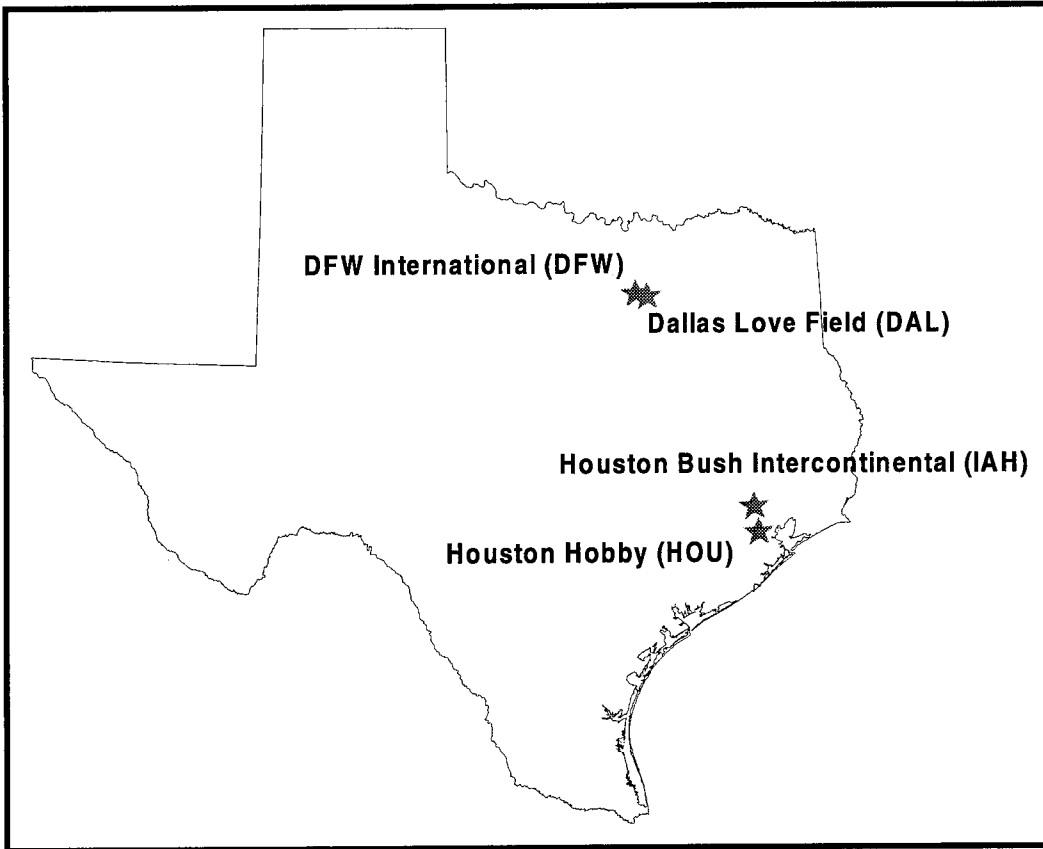 DFW International (DFW)
Dallas Love Field (DAL)
Houston Bush Intercontinental (IAH)
Houston Hobby (HOU)